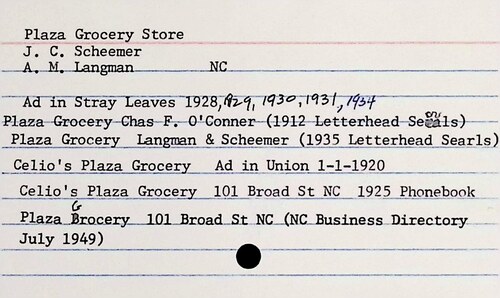 Plaza Grocery Store
J. C. Scheemer
A. M. Langman NC
Ad in Stray Leaves 1928, 1929, 1930, 1931, 1934
Plaza Grocery Chas F. O'Conner (1912 Letterhead Searls)
Plaza Grocery Langman & Scheemer (1935 Letterhead Searls)
Celio's Plaza Grocery Ad in Union 1-1-1920
Celio's Plaza Grocery 101 Broad St NC 1925 Phonebook
Plaza Grocery 101 Broad St NC (NC Business Directory
July 1949)